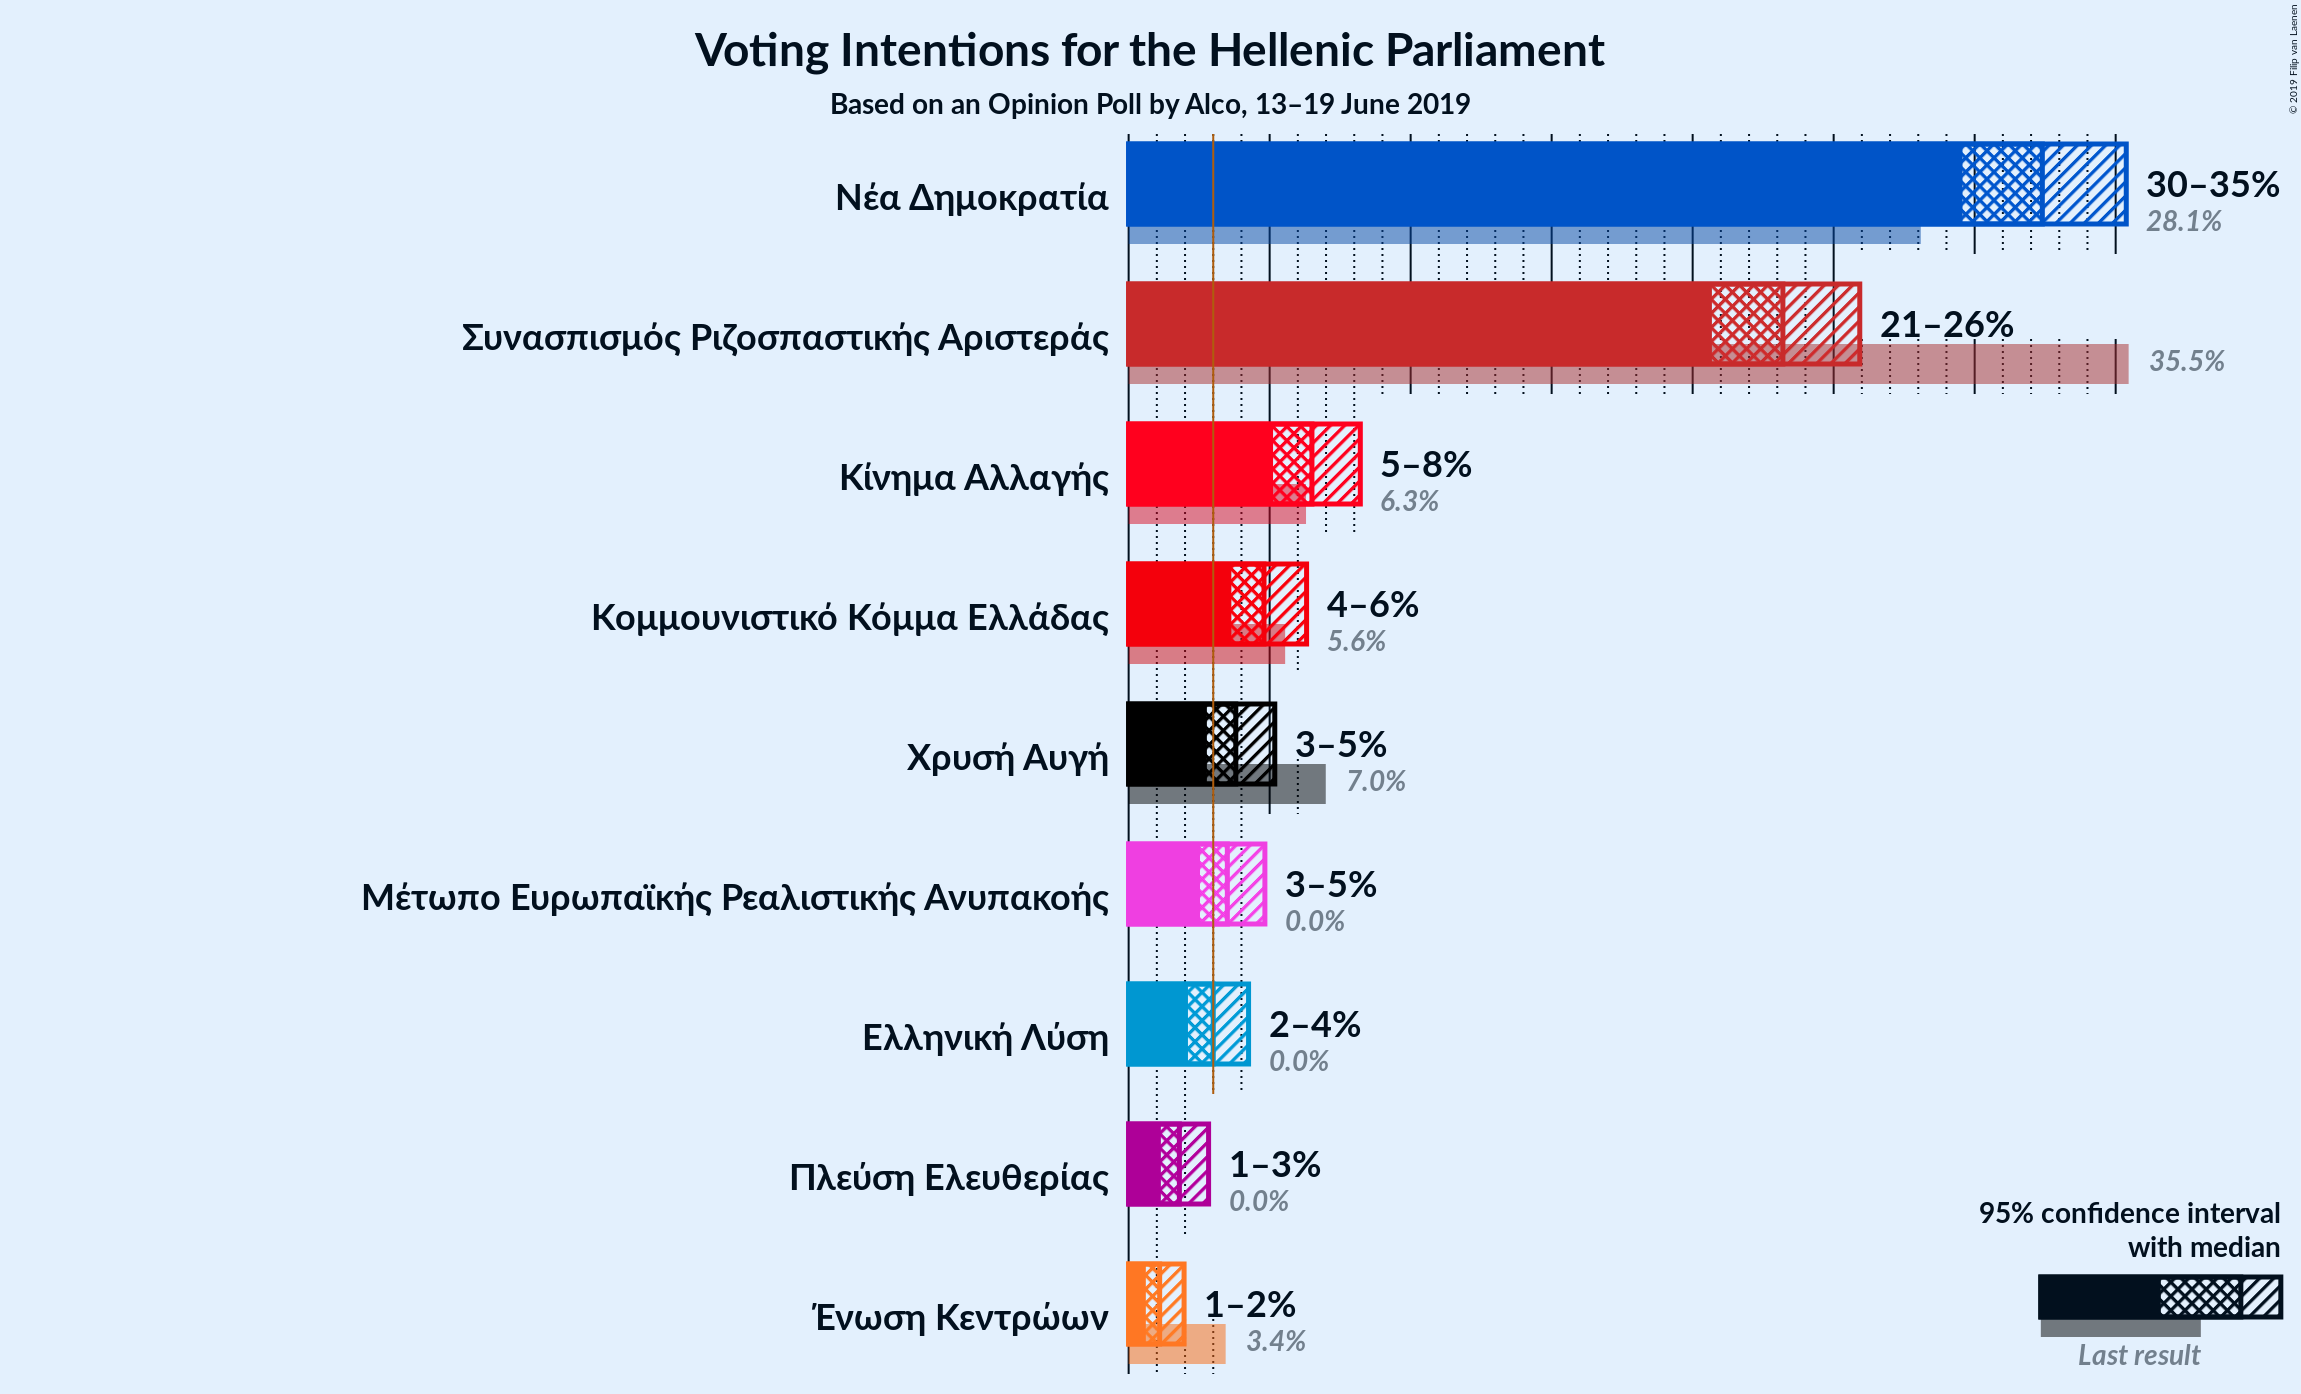 Voting Intentions for the Hellenic Parliament
Based on an Opinion Poll by Alco, 13–19 June 2019
© 2019 Filip van Laenen
Νέα Δημοκρατία
30–35%
28.1%
Συνασπισμός Ριζοσπαστικής Αριστεράς
21–26%
35.5%
Κίνημα Αλλαγής
5–8%
6.3%
Κομμουνιστικό Κόμμα Ελλάδας
4–6%
5.6%
Χρυσή Αυγή
3–5%
7.0%
Μέτωπο Ευρωπαϊκής Ρεαλιστικής Ανυπακοής
3–5%
0.0%
Ελληνική Λύση
2–4%
0.0%
Πλεύση Ελευθερίας
1–3%
0.0%
Ένωση Κεντρώων
1–2%
3.4%
95% confidence interval
with median
Last result